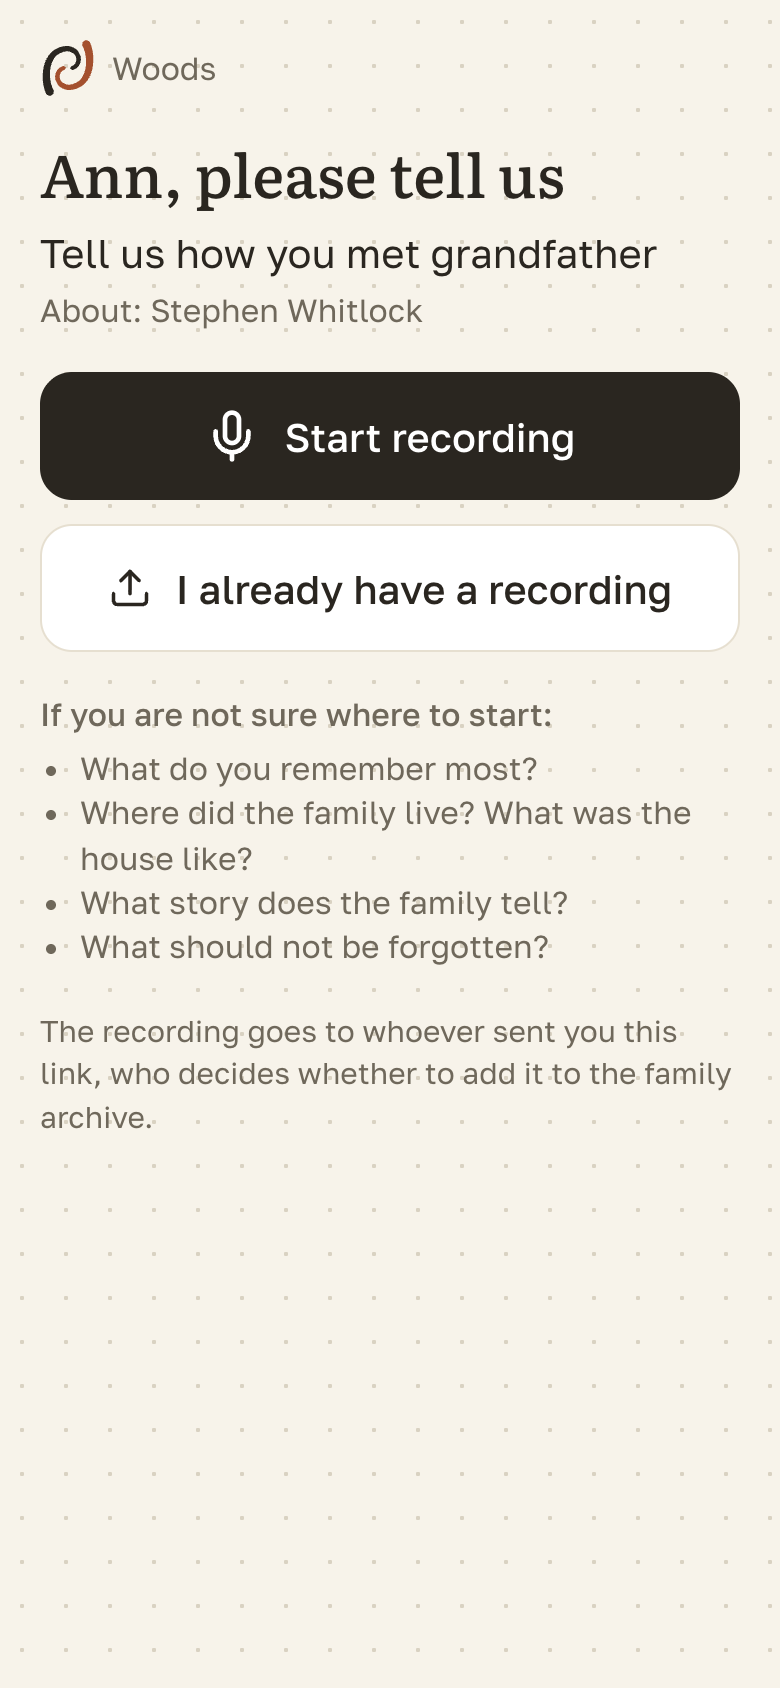 Woods
Ann, please tell us
Tell us how you met grandfather
About: Stephen Whitlock
Start recording
I already have a recording
If you are not sure where to start:
• What do you remember most?
• Where did the family live? What was the
house like?
• What story does the family tell?
• What should not be forgotten?
The recording goes to whoever sent you this
link, who decides whether to add it to the family
archive.